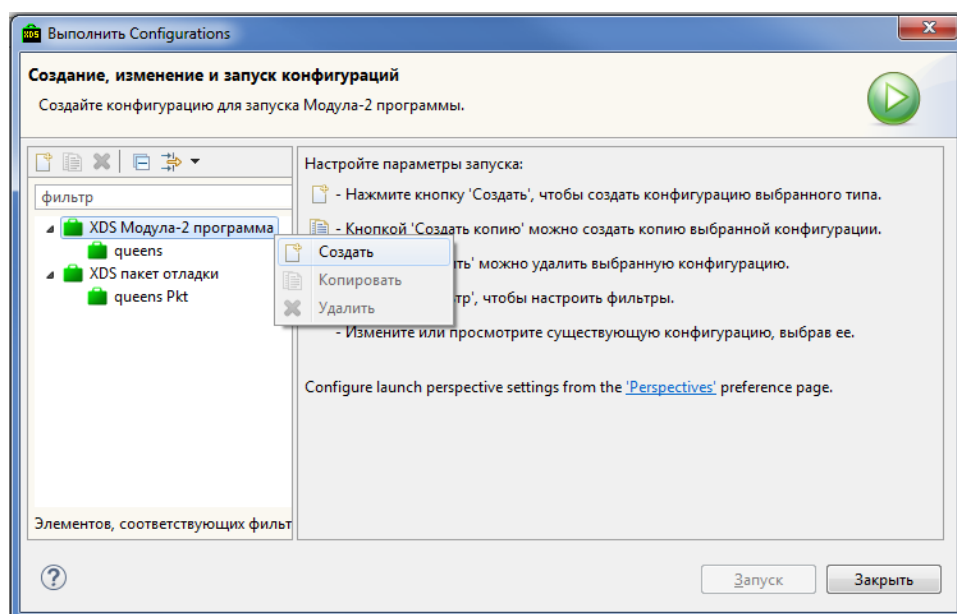 XDS Выполнить Configurations
Создание, изменение и запуск конфигураций
Создайте конфигурацию для запуска Модула-2 программы.
фильтр
XDS Модула-2 программа
queens
XDS пакет отладки
queens Pkt
Создать
Копировать
Удалить
Настройте параметры запуска:
- Нажмите кнопку 'Создать', чтобы создать конфигурацию выбранного типа.
- Кнопкой 'Создать копию' можно создать копию выбранной конфигурации.
ть' можно удалить выбранную конфигурацию.
тр', чтобы настроить фильтры.
- Измените или просмотрите существующую конфигурацию, выбрав ее.
Configure launch perspective settings from the 'Perspectives' preference page.
Элементов, соответствующих фильт
?
Запуск
Закрыть